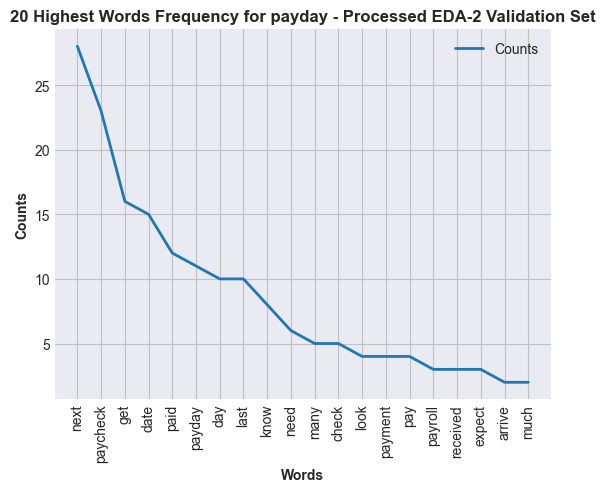 20 Highest Words Frequency for payday - Processed EDA-2 Validation Set
Counts
25
20
15
10
5
Counts
next
paycheck
get
date
paid
payday
day
last
know
need
many
check
look
payment
pay
payroll
received
expect
arrive
much
Words